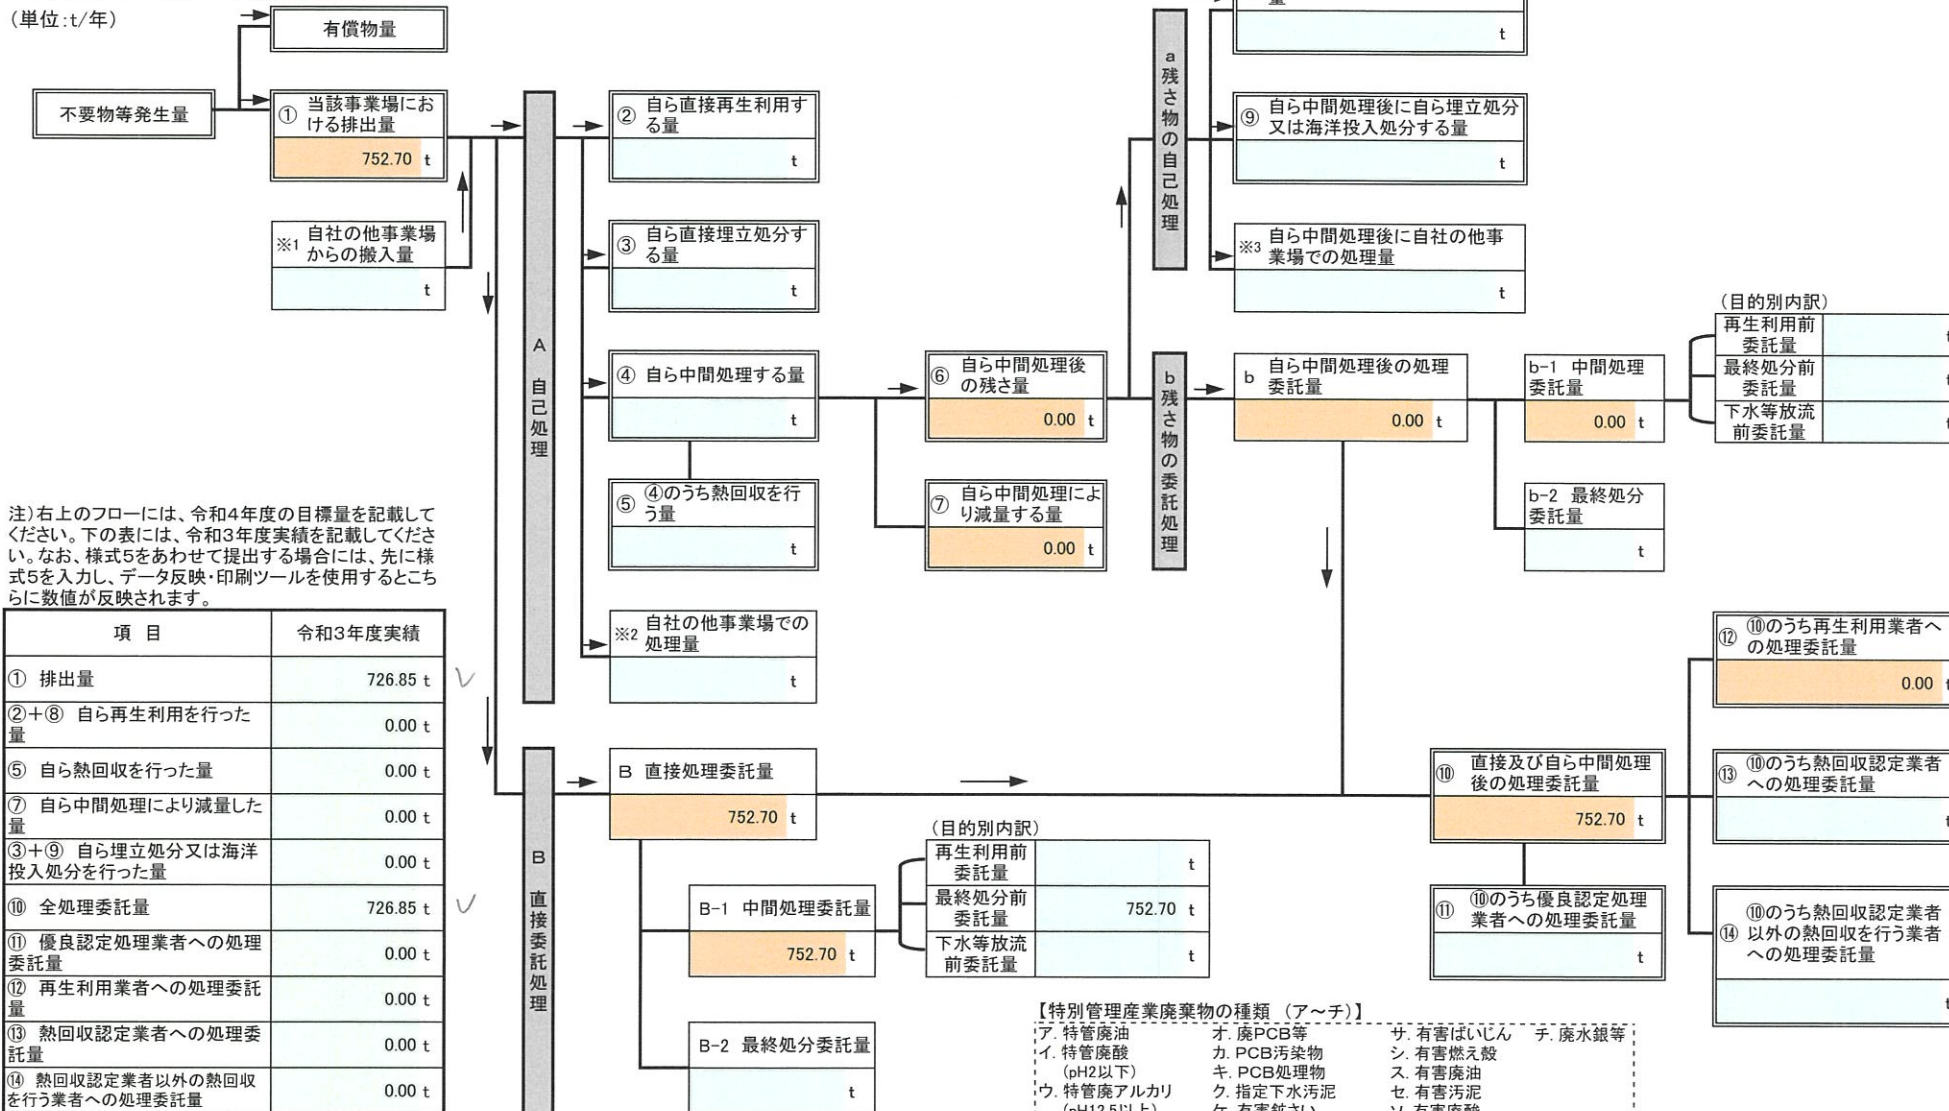 (単位:t/年)
有償物量
不要物等発生量
① 当該事業場にお
ける排出量
752.70 t
※1 自社の他事業場
からの搬入量
t
A 自己処理
② 自ら直接再生利用す
る量
t
③ 自ら直接埋立処分す
る量
t
④ 自ら中間処理する量
t
⑤ ④のうち熱回収を行
う量
t
※2 自社の他事業場での
処理量
t
⑥ 自ら中間処理後
の残さ量
0.00 t
⑦ 自ら中間処理によ
り減量する量
0.00 t
a 残さ物の自己処理
量
t
⑨ 自ら中間処理後に自ら埋立処分
又は海洋投入処分する量
t
※3 自ら中間処理後に自社の他事
業場での処理量
t
b 残さ物の委託処理
b 自ら中間処理後の処理
委託量
0.00 t
b-1 中間処理
委託量
0.00 t
b-2 最終処分
委託量
t
(目的別内訳)
再生利用前
委託量
t
最終処分前
委託量
t
下水等放流
前委託量
t
注)右上のフローには、令和4年度の目標量を記載して
ください。下の表には、令和3年度実績を記載してくださ
い。なお、様式5をあわせて提出する場合には、先に様
式5を入力し、データ反映・印刷ツールを使用するとこち
らに数値が反映されます。
項 目 令和3年度実績
① 排出量 726.85 t
②+⑧ 自ら再生利用を行った
量 0.00 t
⑤ 自ら熱回収を行った量 0.00 t
⑦ 自ら中間処理により減量した
量 0.00 t
③+⑨ 自ら埋立処分又は海洋
投入処分を行った量 0.00 t
⑩ 全処理委託量 726.85 t
⑪ 優良認定処理業者への処理
委託量 0.00 t
⑫ 再生利用業者への処理委託
量 0.00 t
⑬ 熱回収認定業者への処理委
託量 0.00 t
⑭ 熱回収認定業者以外の熱回収
を行う業者への処理委託量 0.00 t
B 直接委託処理
B 直接処理委託量
752.70 t
B-1 中間処理委託量
752.70 t
B-2 最終処分委託量
t
(目的別内訳)
再生利用前
委託量
t
最終処分前
委託量
752.70 t
下水等放流
前委託量
t
⑩ 直接及び自ら中間処理
後の処理委託量
752.70 t
⑪ ⑩のうち優良認定処理
業者への処理委託量
t
⑫ ⑩のうち再生利用業者へ
の処理委託量
0.00 t
⑬ ⑩のうち熱回収認定業者
への処理委託量
t
⑭ ⑩のうち熱回収認定業者
以外の熱回収を行う業者
への処理委託量
t
【特別管理産業廃棄物の種類 (ア~チ)】
ア. 特管廃油 オ. 廃PCB等 サ. 有害ばいじん チ. 廃水銀等
イ. 特管廃酸 カ. PCB汚染物 シ. 有害燃え殻
(pH2以下) キ. PCB処理物 ス. 有害廃油
ウ. 特管廃アルカリ ク. 指定下水汚泥 セ. 有害汚泥
(pH12.5以上) ケ. 有害鉱さい ソ. 有害廃酸